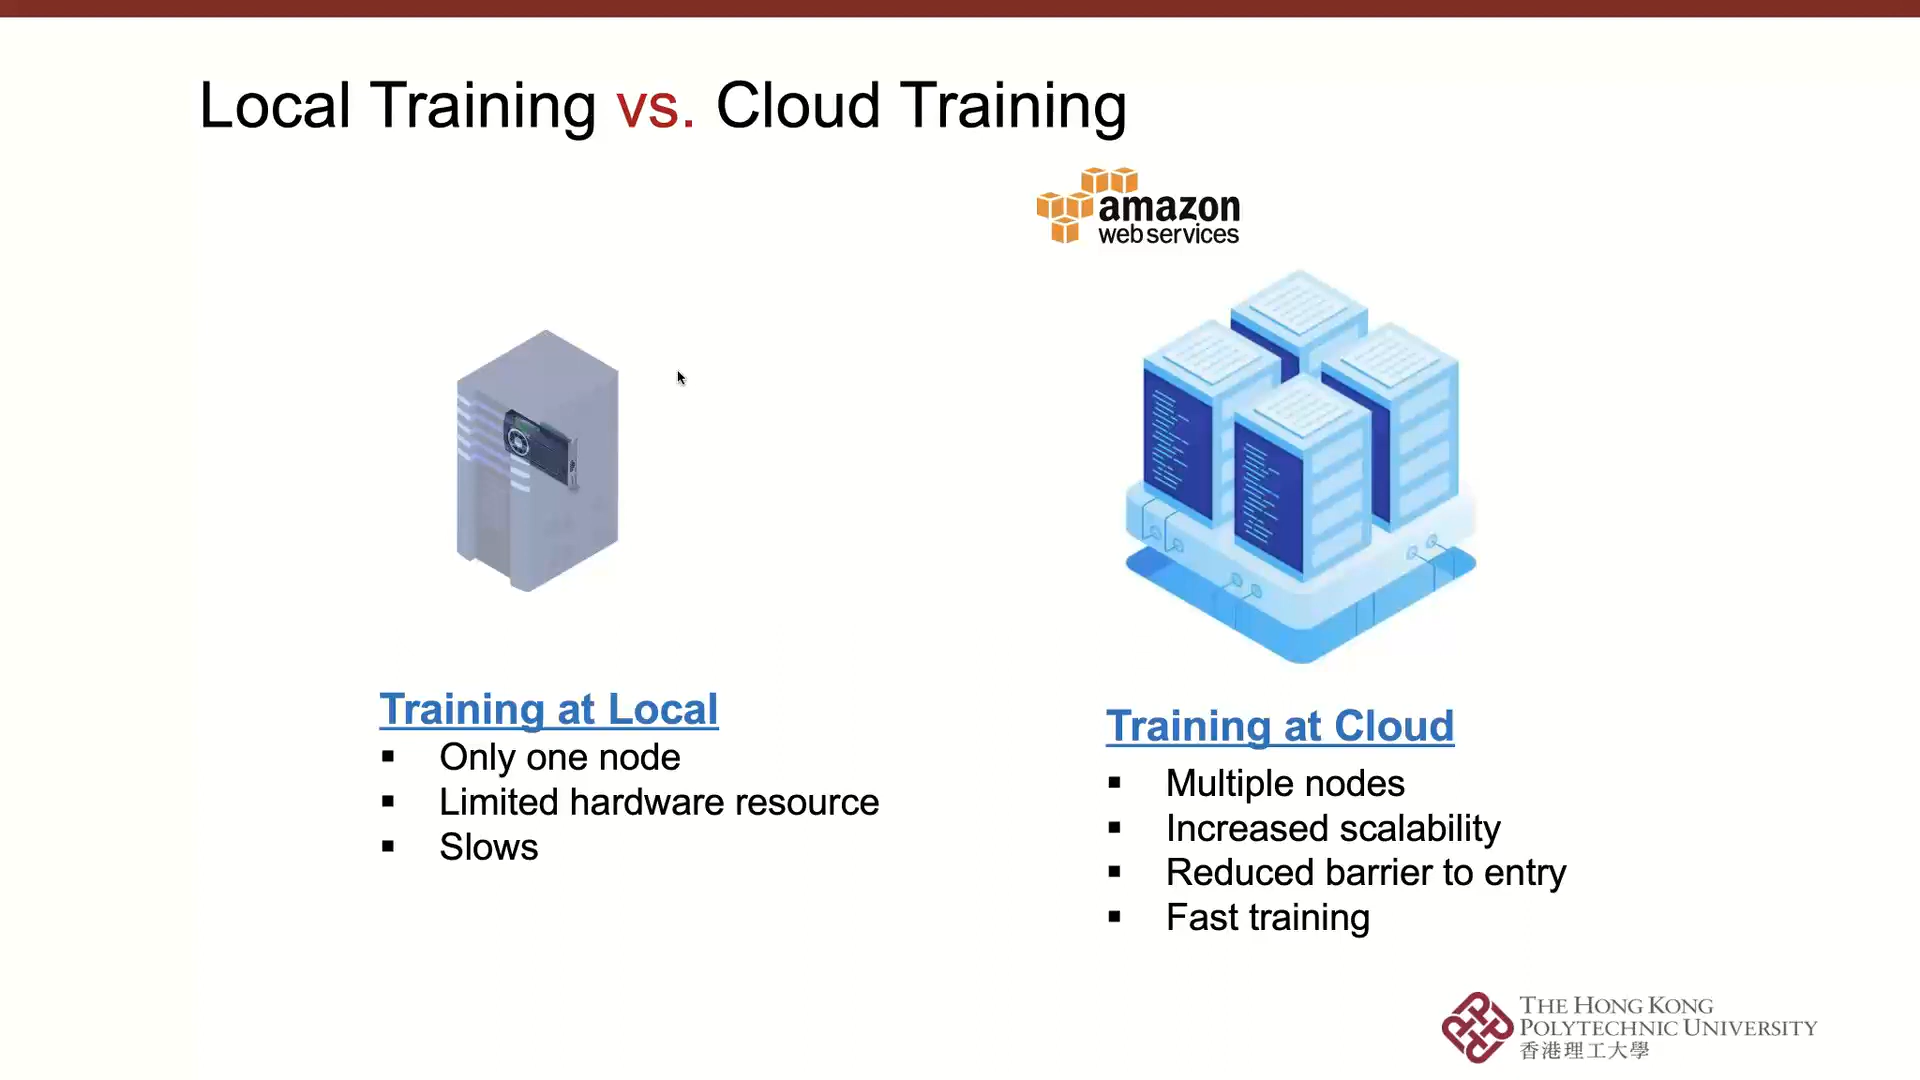 Local Training vs. Cloud Training
amazon
web services
Training at Local
Only one node
Limited hardware resource
Slows
Training at Cloud
Multiple nodes
Increased scalability
Reduced barrier to entry
Fast training
THE HONG KONG
POLYTECHNIC UNIVERSITY
香港理工大學